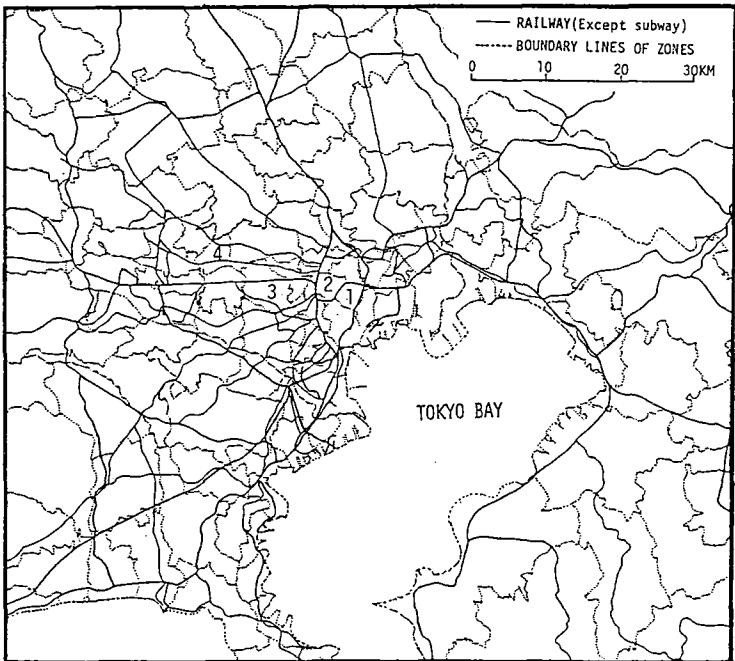 RAILWAY(Except subway)
BOUNDARY LINES OF ZONES
0 10 20 30KM
4
3 2 1
TOKYO BAY